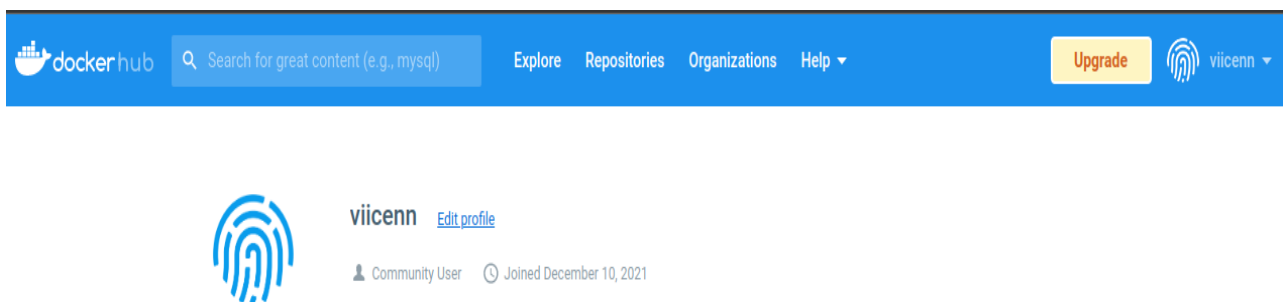 dockerhub Search for great content (e.g., mysql) Explore Repositories Organizations Help Upgrade viicenn
viicenn Edit profile
Community User Joined December 10, 2021